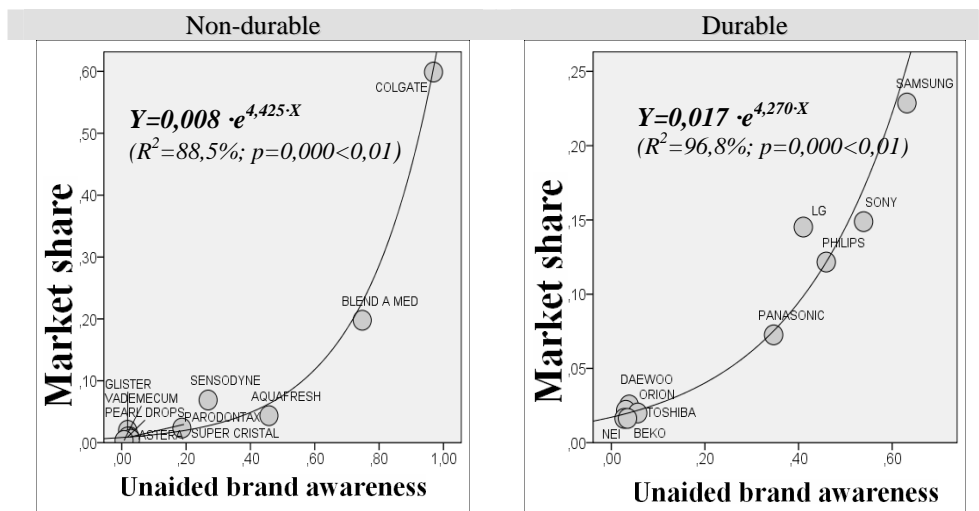 Non-durable
Market share
,60
,50
,40
,30
,20
,10
,00
Y=0,008 ·e^4,425·X
(R²=88,5%; p=0,000<0,01)
COLGATE
BLEND A MED
SENSODYNE
AQUAFRESH
GLISTER
VADEMECUM
PEARL DROPS
PARODONTAX
ASTERA
SUPER CRISTAL
,00 ,20 ,40 ,60 ,80 1,00
Unaided brand awareness
Durable
Market share
,25
,20
,15
,10
,05
,00
Y=0,017 ·e^4,270·X
(R²=96,8%; p=0,000<0,01)
SAMSUNG
SONY
LG
PHILIPS
PANASONIC
DAEWOO
ORION
TOSHIBA
NEI
BEKO
,00 ,20 ,40 ,60
Unaided brand awareness